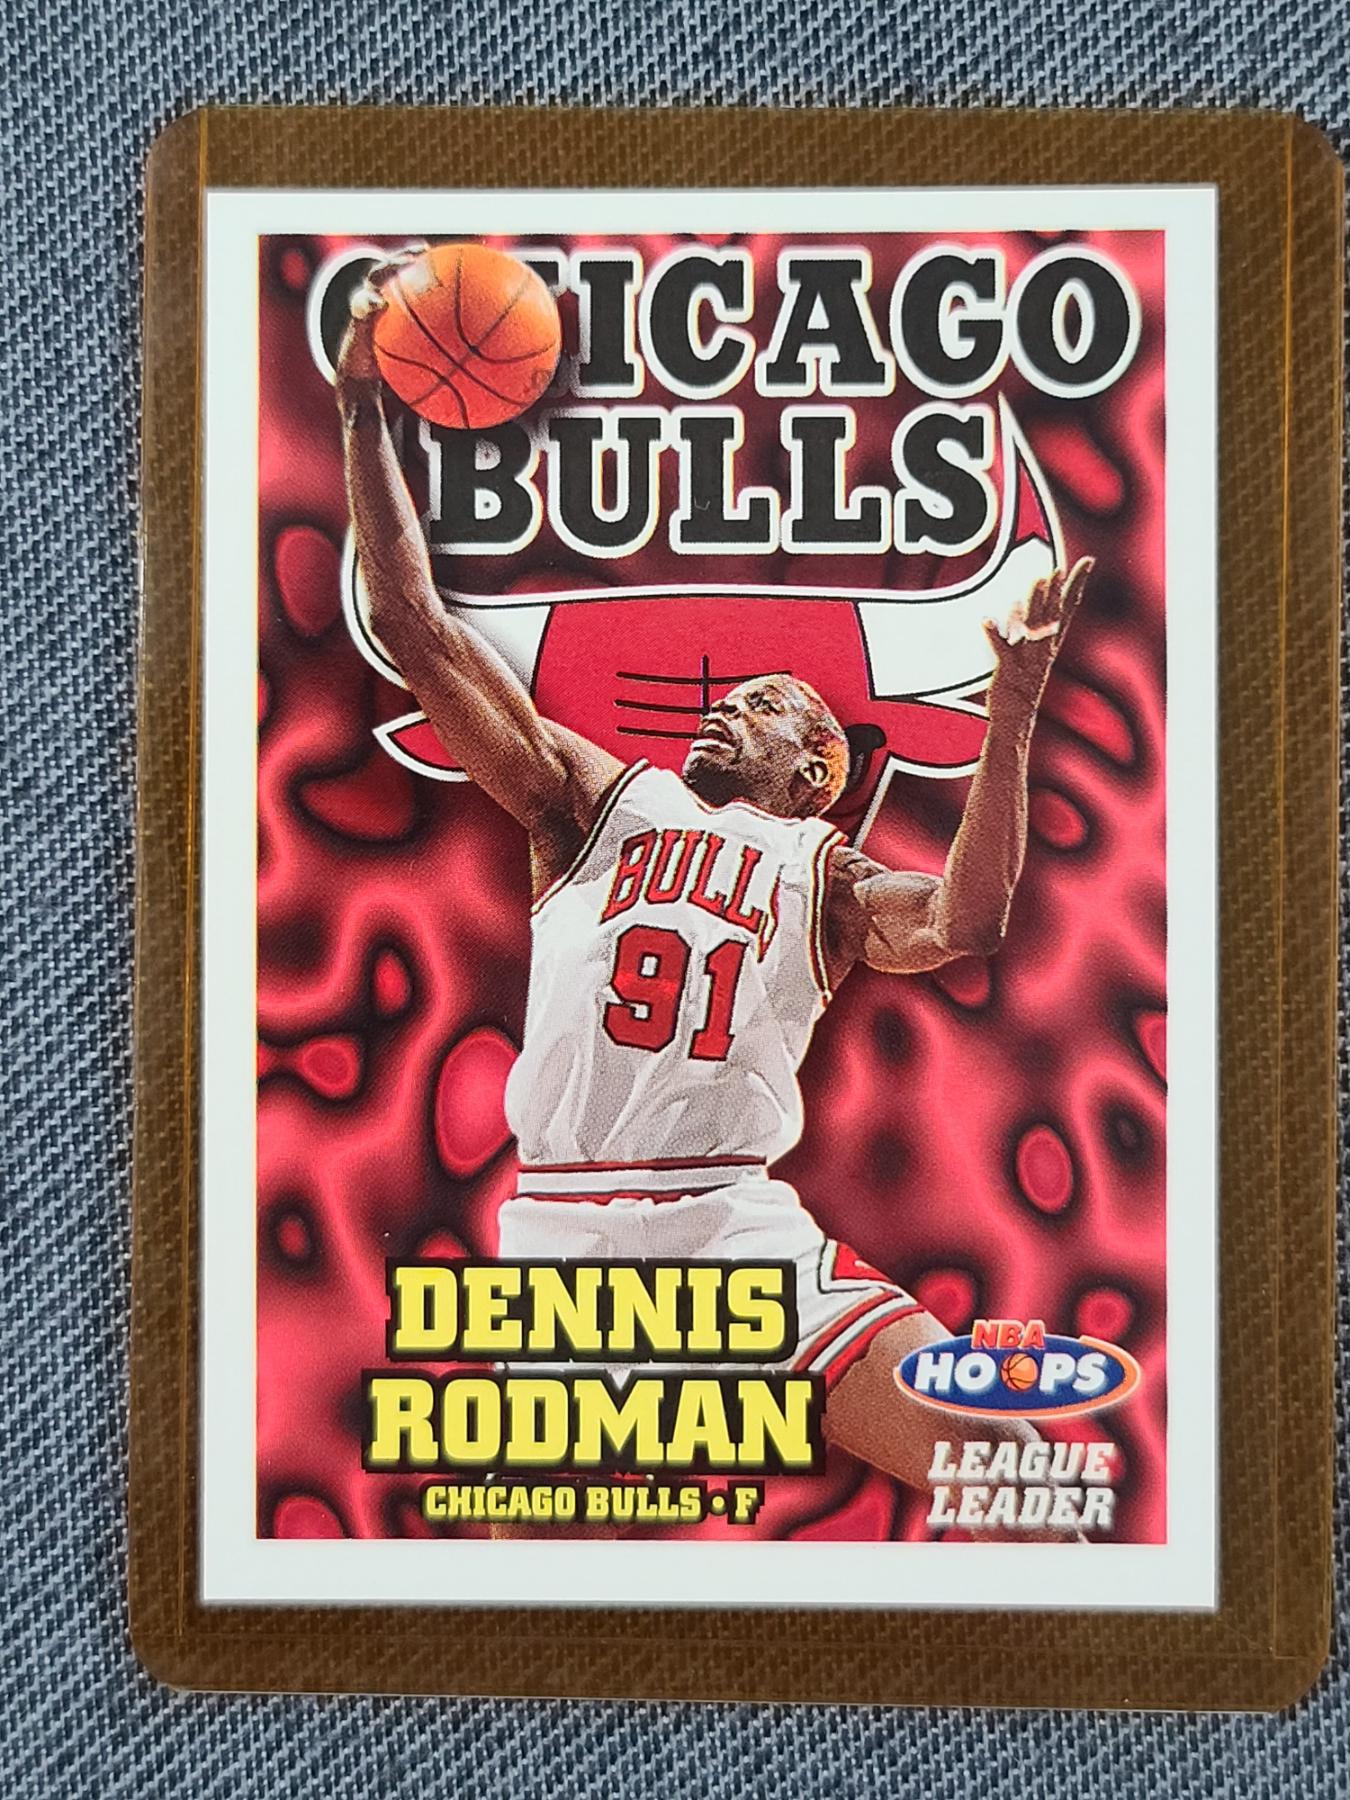 CHICAGO
BULLS
BULLS
91
DENNIS
RODMAN
CHICAGO BULLS • F
NBA
HOOPS
LEAGUE
LEADER